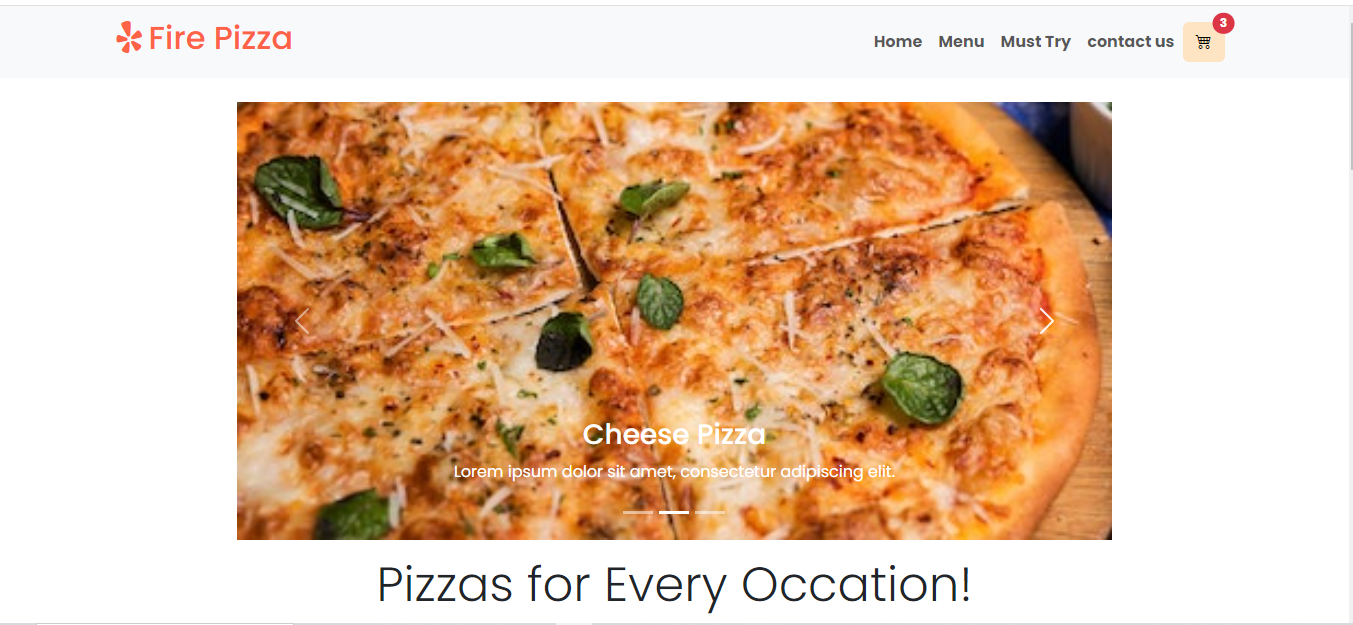 Fire Pizza
Home Menu Must Try contact us 3
Cheese Pizza
Lorem ipsum dolor sit amet, consectetur adipiscing elit.
Pizzas for Every Occation!